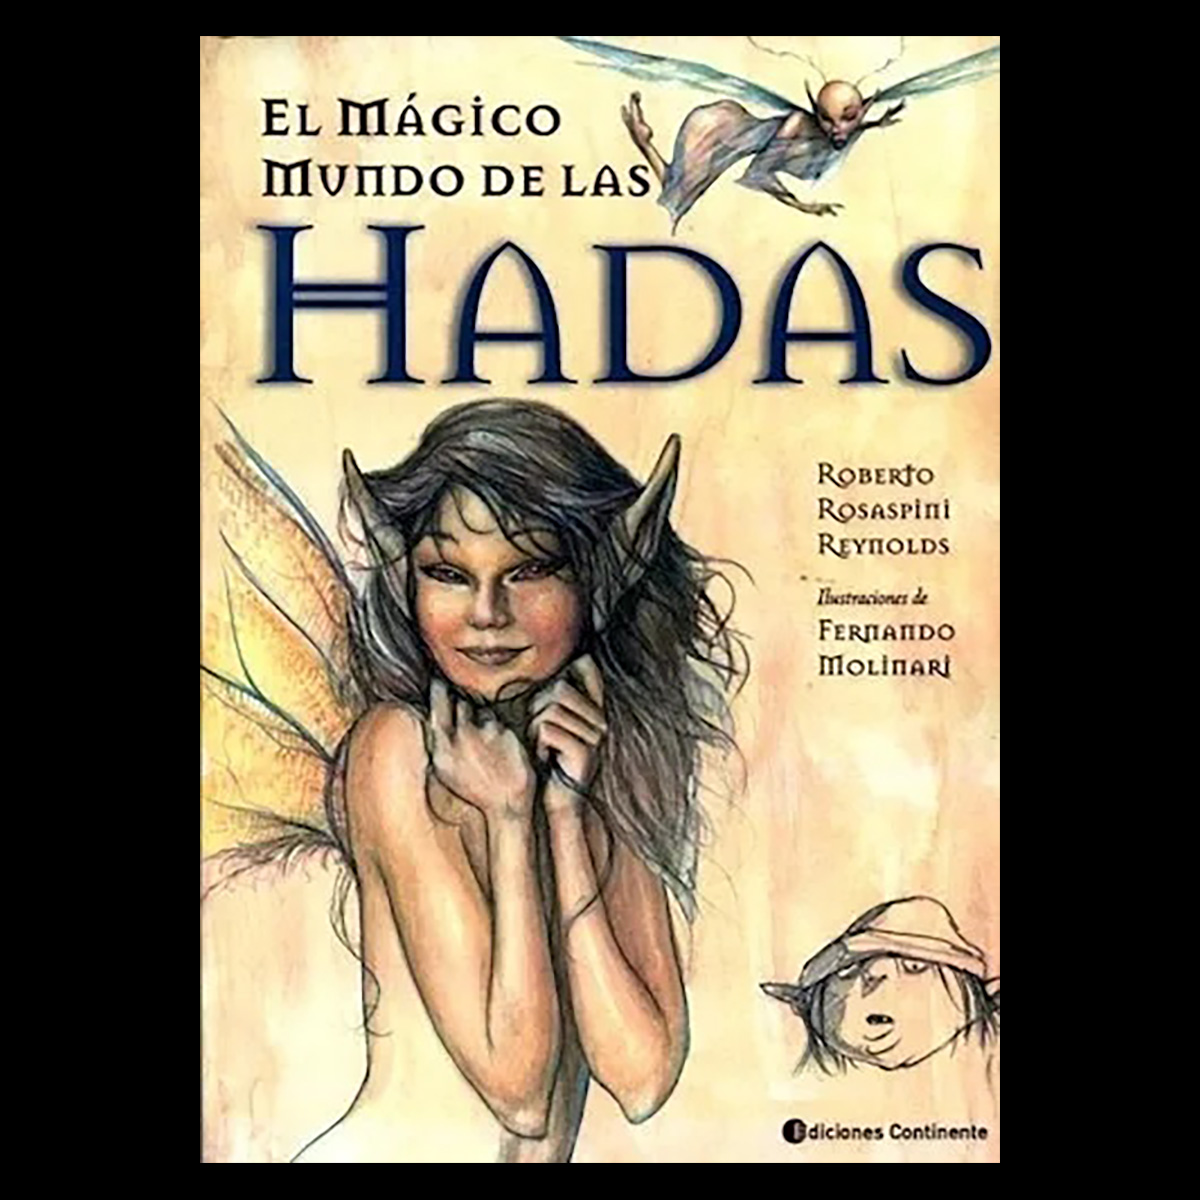 El Mágico
Mundo de las
Hadas
Roberto
Rosaspini
Reynolds
Ilustraciones de
Fernando
Molinari
Ediciones Continente